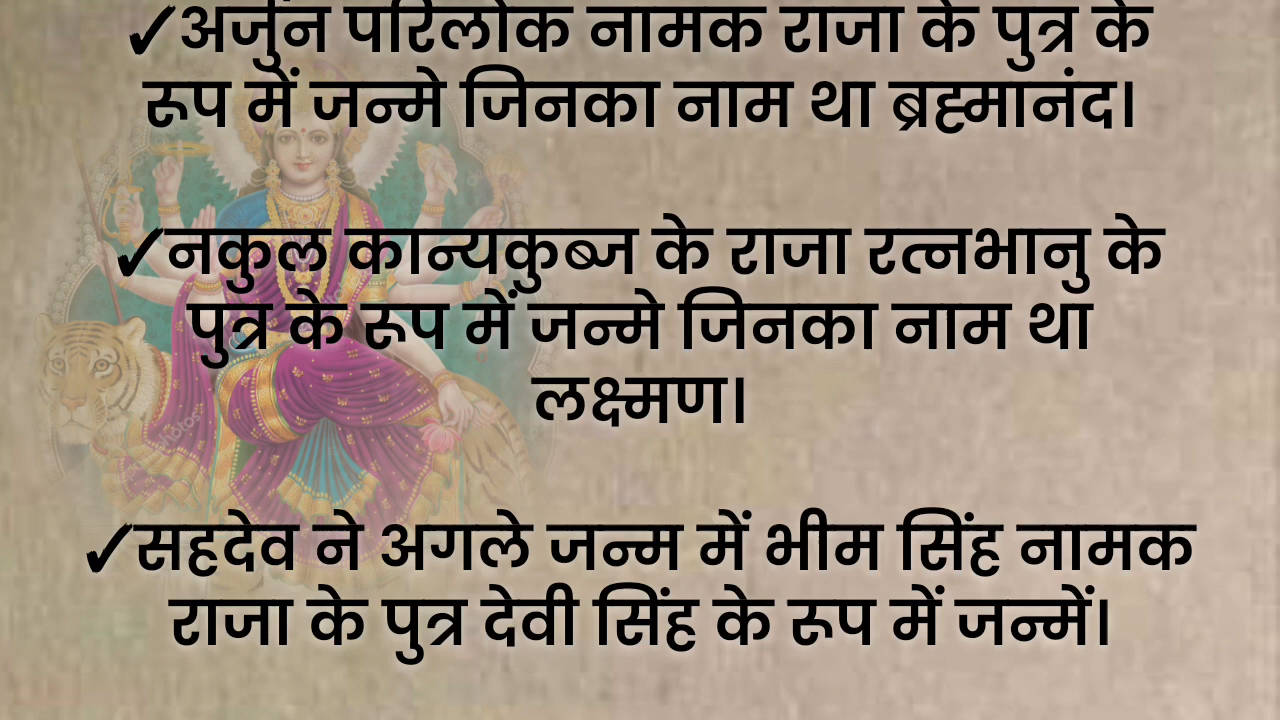 ✓अर्जुन परिलोक नामक राजा के पुत्र के
रूप में जन्मे जिनका नाम था ब्रह्मानंद।
✓नकुल कान्यकुब्ज के राजा रत्नभानु के
पुत्र के रूप में जन्मे जिनका नाम था
लक्ष्मण।
✓सहदेव ने अगले जन्म में भीम सिंह नामक
राजा के पुत्र देवी सिंह के रूप में जन्में।